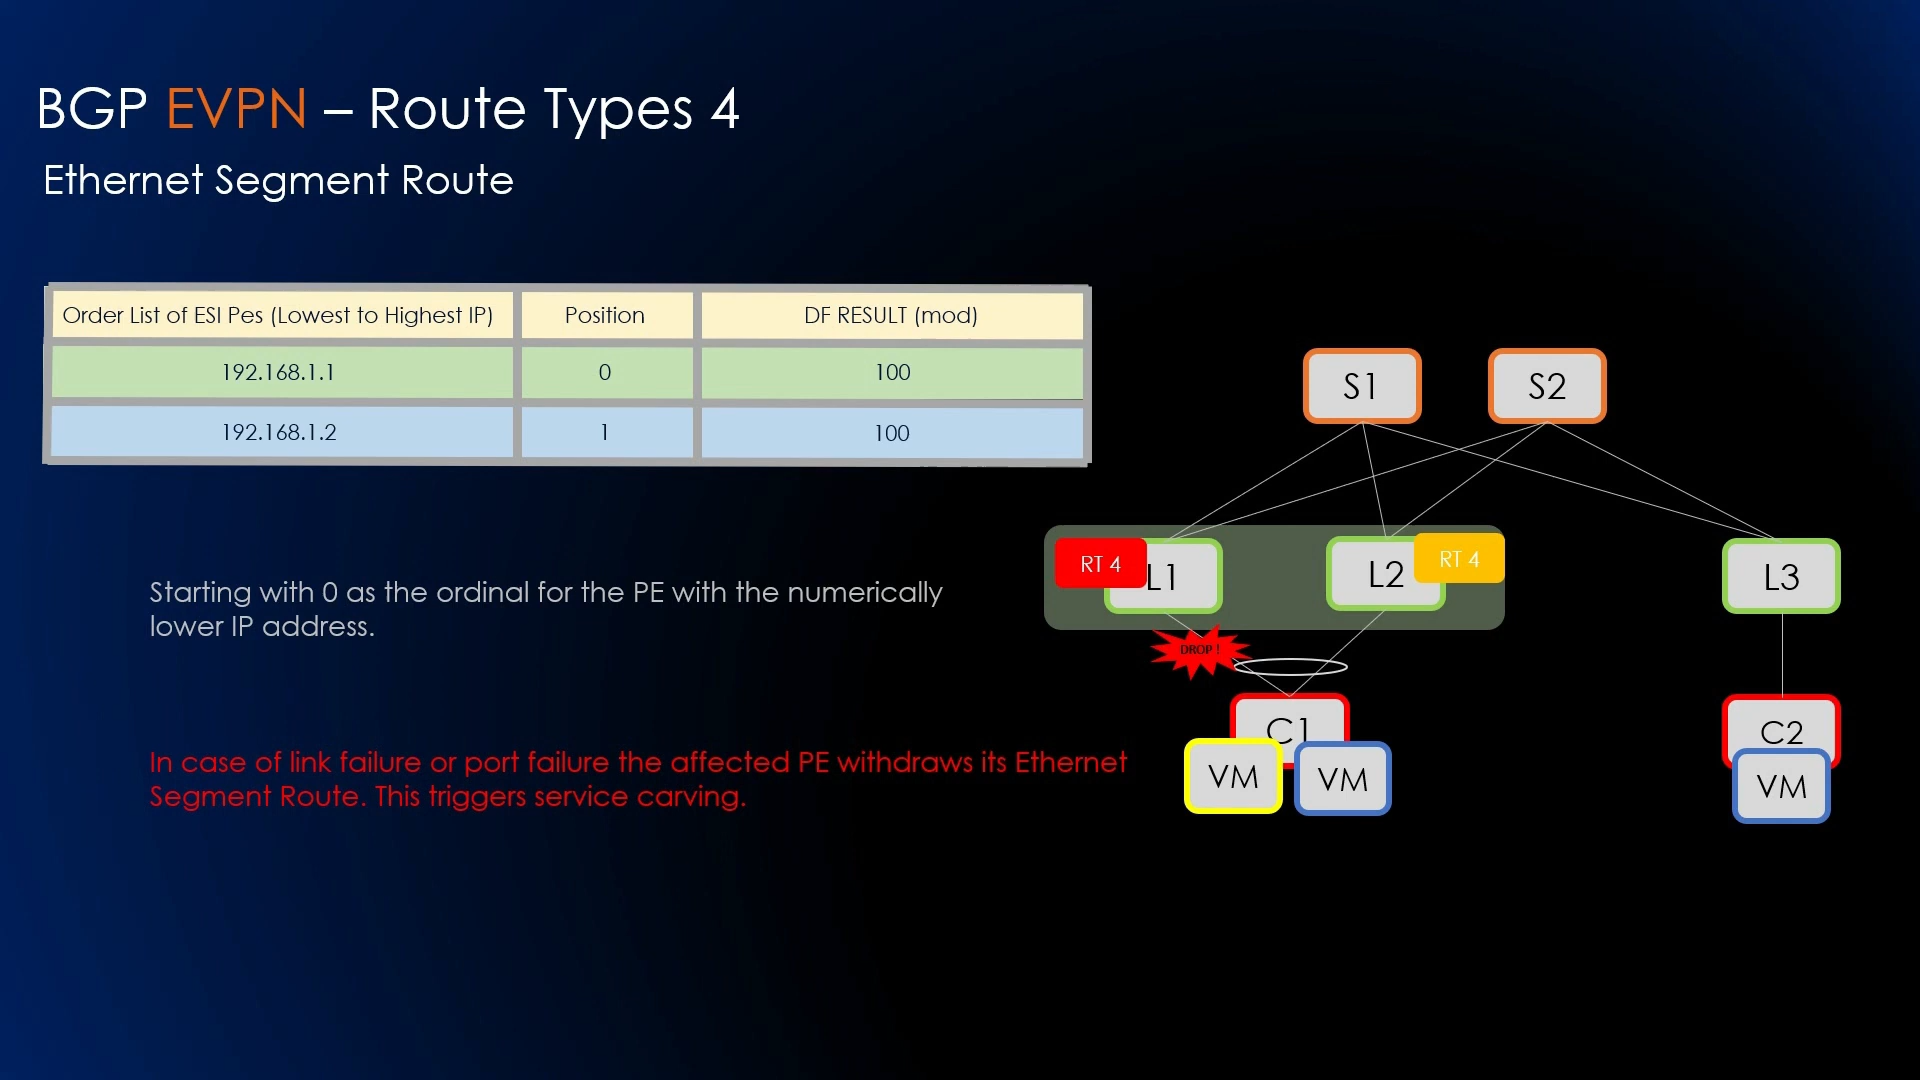 BGP EVPN – Route Types 4
Ethernet Segment Route
Order List of ESI Pes (Lowest to Highest IP) Position DF RESULT (mod)
192.168.1.1 0 100
192.168.1.2 1 100
Starting with 0 as the ordinal for the PE with the numerically
lower IP address.
In case of link failure or port failure the affected PE withdraws its Ethernet
Segment Route. This triggers service carving.
S1 S2
RT 4 L1 L2 RT 4 L3
DROP !
C1 C2
VM VM VM